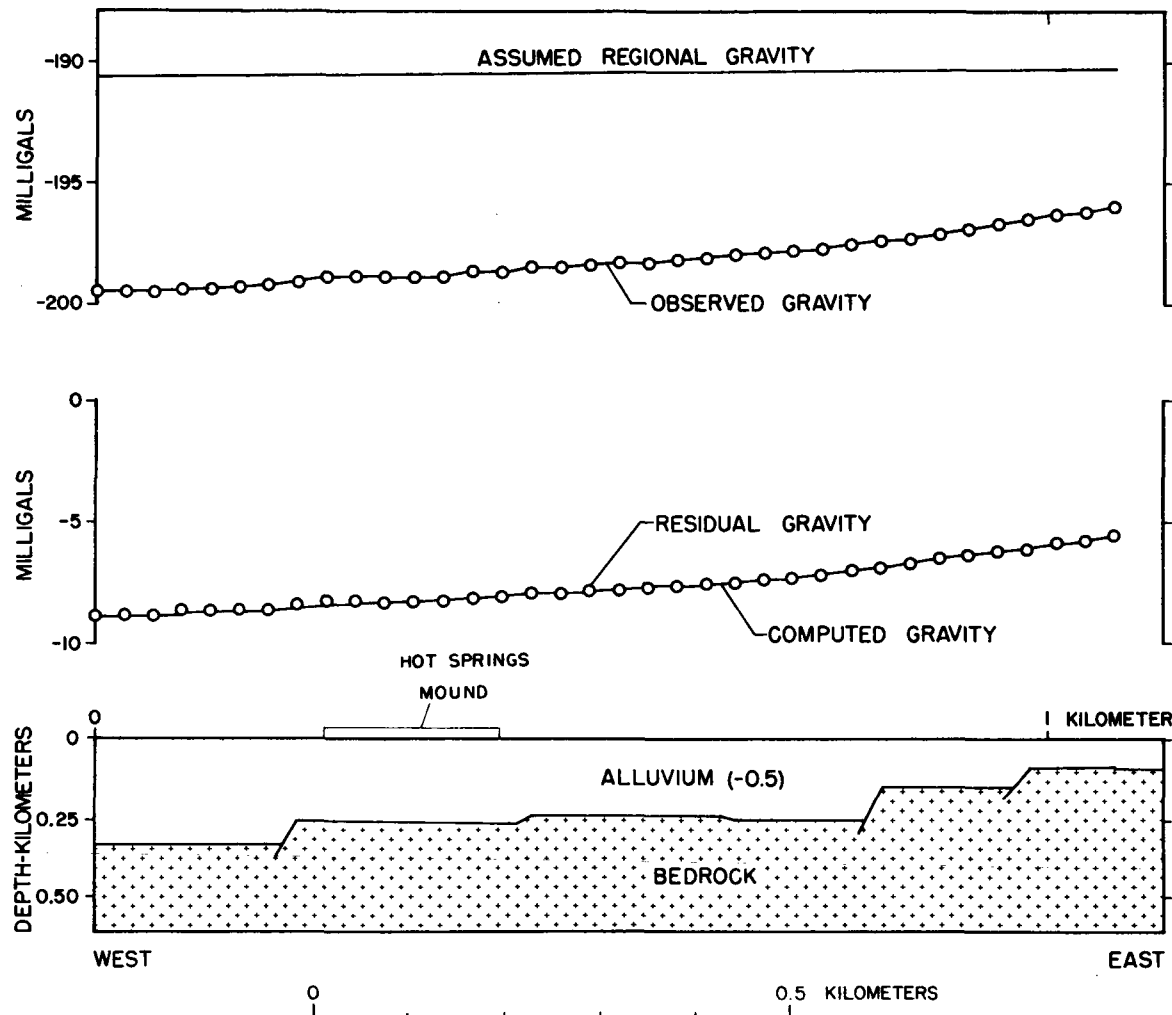 -190
ASSUMED REGIONAL GRAVITY
MILLIGALS
-195
-200
OBSERVED GRAVITY
0
MILLIGALS
-5
RESIDUAL GRAVITY
-10
COMPUTED GRAVITY
HOT SPRINGS
MOUND
0
1 KILOMETER
DEPTH-KILOMETERS
0
ALLUVIUM (-0.5)
0.25
BEDROCK
0.50
WEST
EAST
0
0.5 KILOMETERS